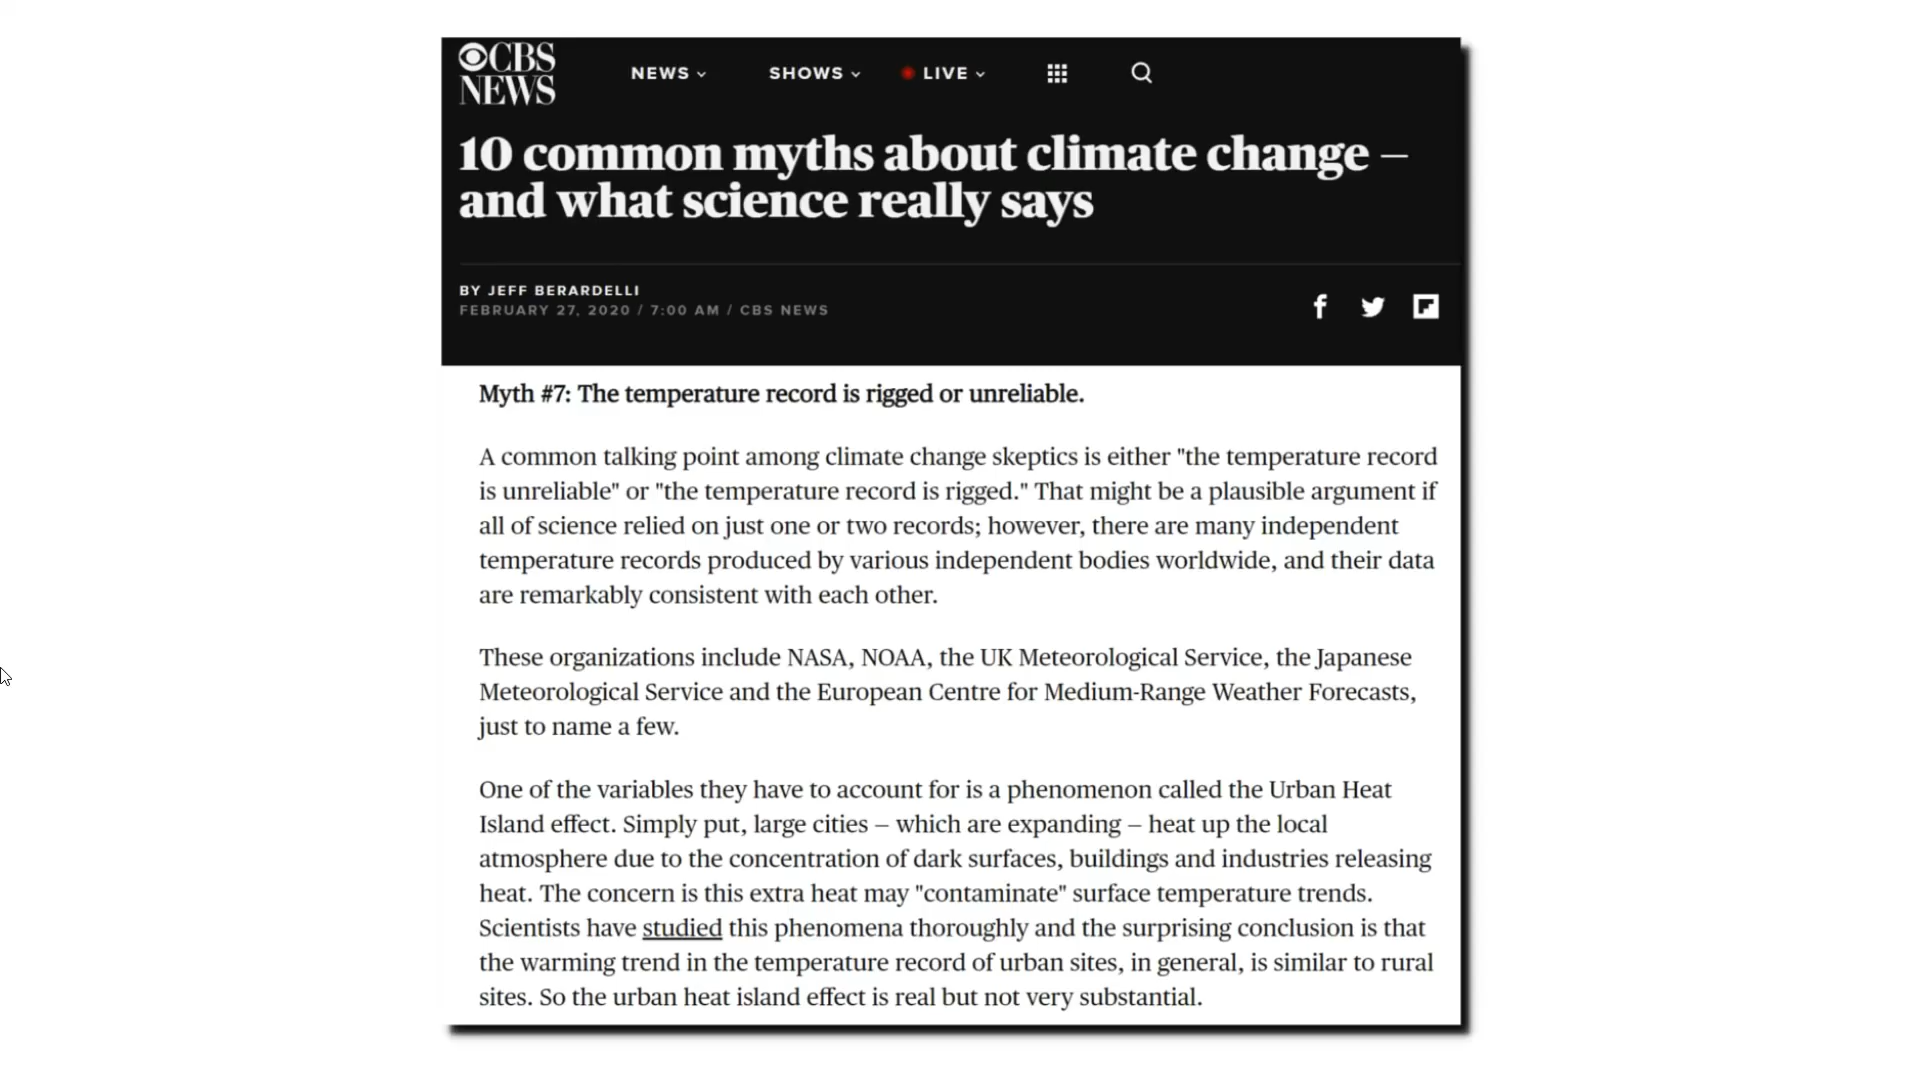 CBS
NEWS
NEWS
SHOWS
LIVE
10 common myths about climate change —
and what science really says
BY JEFF BERARDELLI
FEBRUARY 27, 2020 / 7:00 AM / CBS NEWS
Myth #7: The temperature record is rigged or unreliable.
A common talking point among climate change skeptics is either "the temperature record
is unreliable" or "the temperature record is rigged." That might be a plausible argument if
all of science relied on just one or two records; however, there are many independent
temperature records produced by various independent bodies worldwide, and their data
are remarkably consistent with each other.
These organizations include NASA, NOAA, the UK Meteorological Service, the Japanese
Meteorological Service and the European Centre for Medium-Range Weather Forecasts,
just to name a few.
One of the variables they have to account for is a phenomenon called the Urban Heat
Island effect. Simply put, large cities — which are expanding — heat up the local
atmosphere due to the concentration of dark surfaces, buildings and industries releasing
heat. The concern is this extra heat may "contaminate" surface temperature trends.
Scientists have studied this phenomena thoroughly and the surprising conclusion is that
the warming trend in the temperature record of urban sites, in general, is similar to rural
sites. So the urban heat island effect is real but not very substantial.